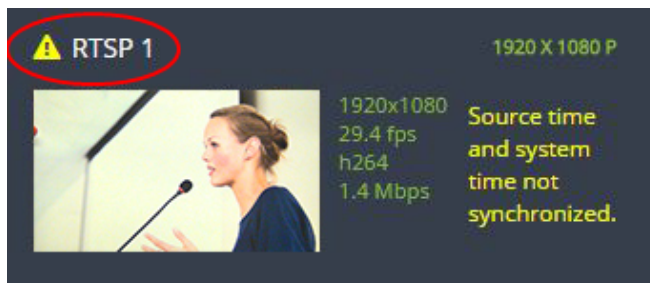 RTSP 1
1920 X 1080 P
1920x1080
29.4 fps
h264
1.4 Mbps
Source time
and system
time not
synchronized.